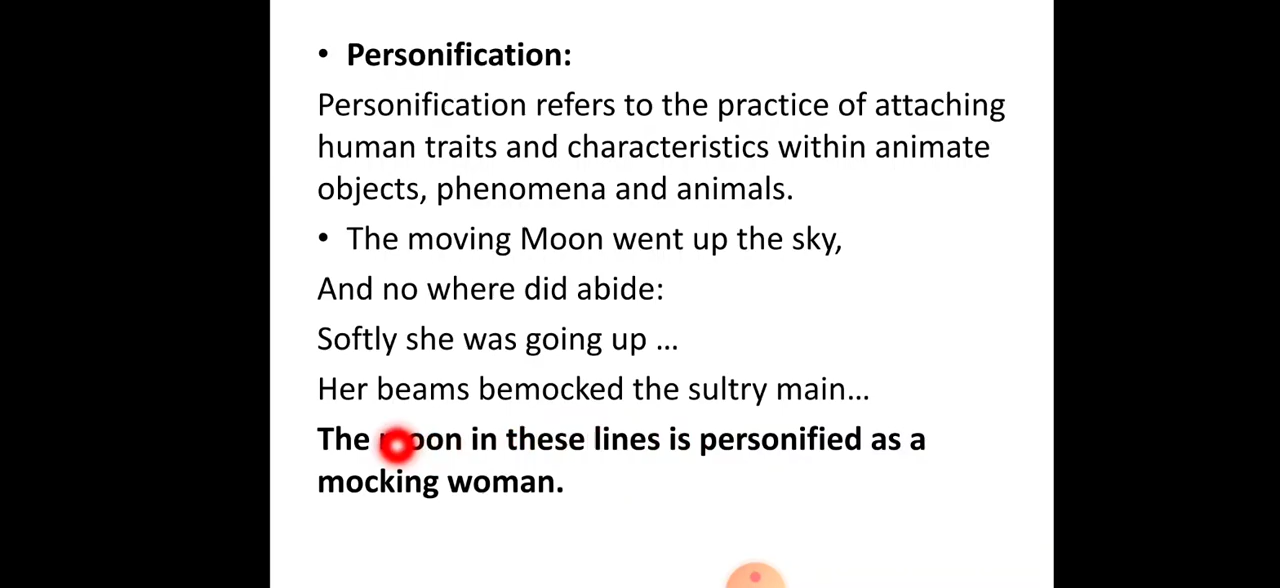 • Personification:
Personification refers to the practice of attaching
human traits and characteristics within animate
objects, phenomena and animals.
• The moving Moon went up the sky,
And no where did abide:
Softly she was going up ...
Her beams bemocked the sultry main...
The moon in these lines is personified as a
mocking woman.